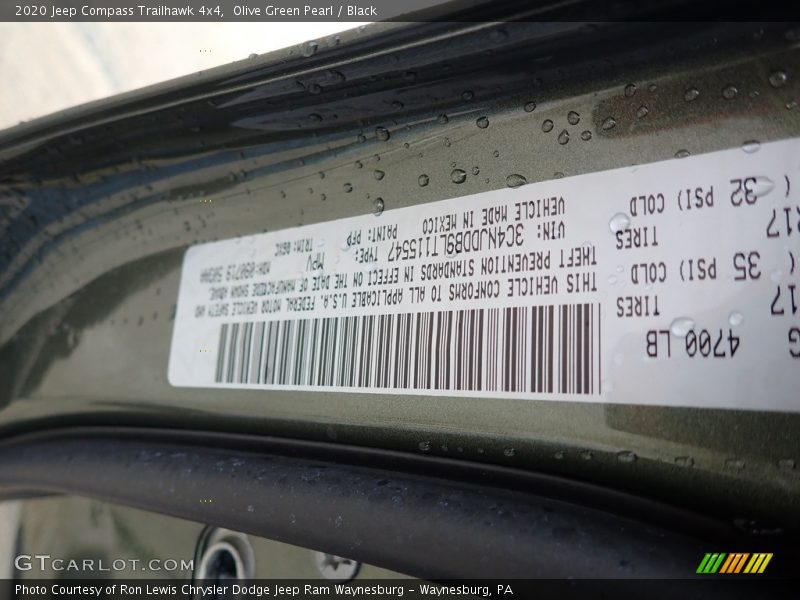 2020 Jeep Compass Trailhawk 4x4,  Olive Green Pearl / Black
4700 LB
TIRES
35 PSI) COLD
TIRES
32 PSI) COLD
THIS VEHICLE CONFORMS TO ALL APPLICABLE U.S.A. FEDERAL MOTOR VEHICLE SAFETY AND
THEFT PREVENTION STANDARDS IN EFFECT ON THE DATE OF MANUFACTURE SHOWN ABOVE.
VIN: 3C4NJDDB9LT115547 TYPE: MPV
VEHICLE MADE IN MEXICO PAINT: PFP TRIM:
GTCARLOT.COM
Photo Courtesy of Ron Lewis Chrysler Dodge Jeep Ram Waynesburg - Waynesburg, PA